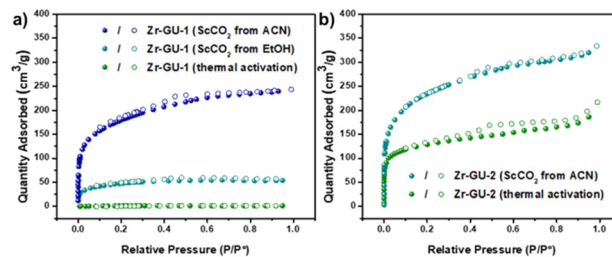 a)
/ Zr-GU-1 (ScCO₂ from ACN)
/ Zr-GU-1 (ScCO₂ from EtOH)
/ Zr-GU-1 (thermal activation)
Quantity Adsorbed (cm³/g)
400
350
300
250
200
150
100
50
0
0.0 0.2 0.4 0.6 0.8 1.0
Relative Pressure (P/P°)
b)
Quantity Adsorbed (cm³/g)
400
350
300
250
200
150
100
50
0
/ Zr-GU-2 (ScCO₂ from ACN)
/ Zr-GU-2 (thermal activation)
0.0 0.2 0.4 0.6 0.8 1.0
Relative Pressure (P/P°)